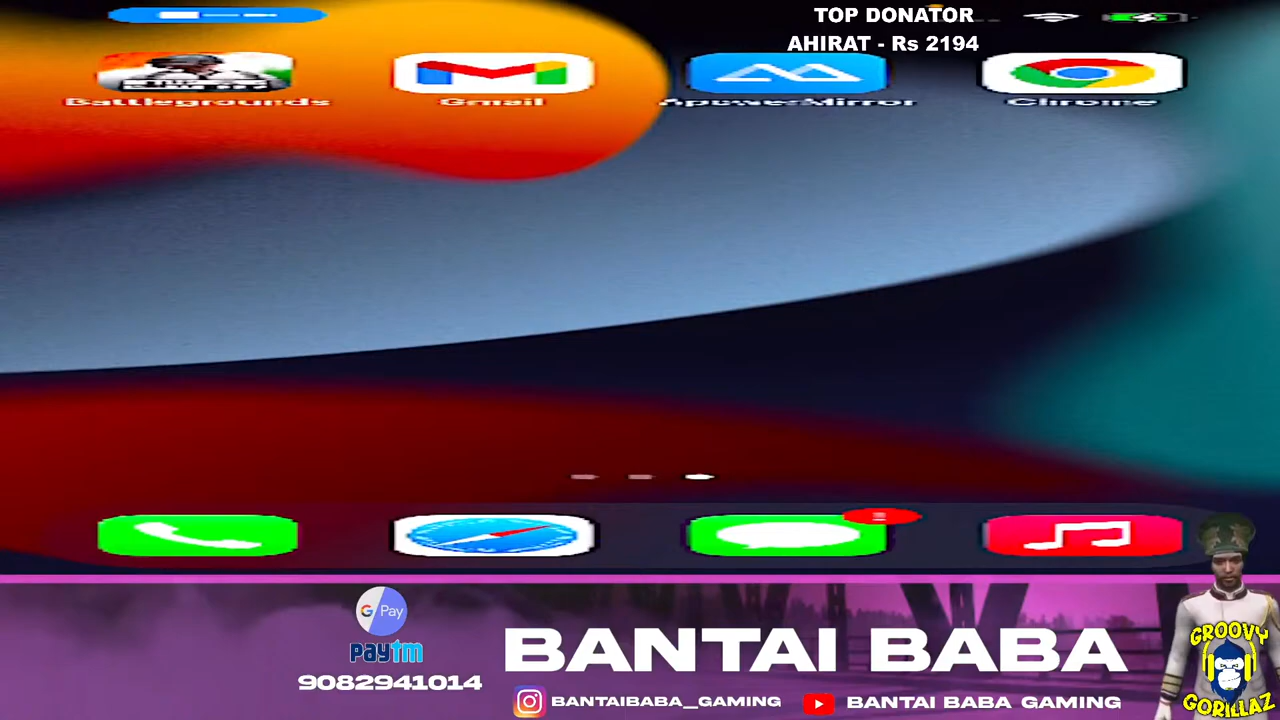 TOP DONATOR
AHIRAT - Rs 2194
Battlegrounds
Gmail
ApowerMirror
Chrome
G Pay
paytm
9082941014
BANTAI BABA
BANTAIBABA_GAMING
BANTAI BABA GAMING
GROOVY
GORILLAZ